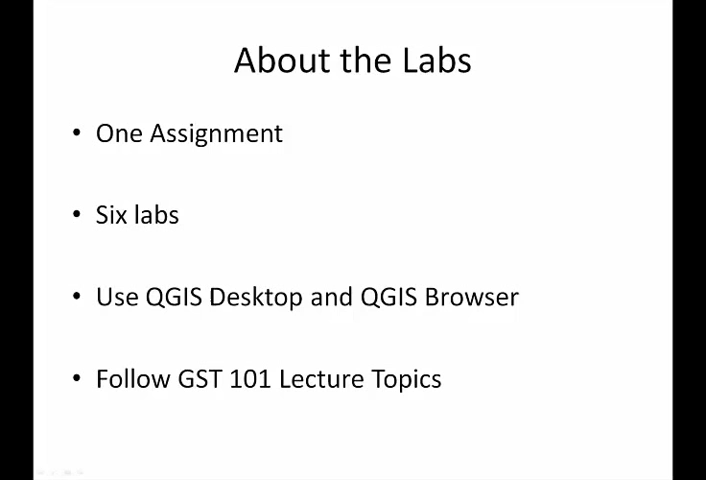 About the Labs
• One Assignment
• Six labs
• Use QGIS Desktop and QGIS Browser
• Follow GST 101 Lecture Topics